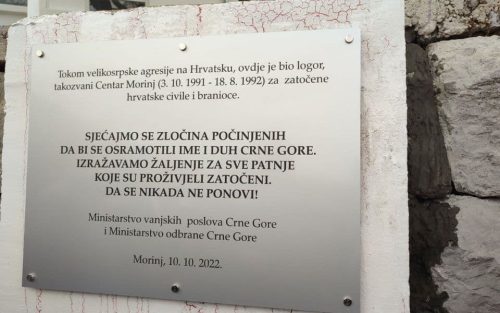 Tokom velikosrpske agresije na Hrvatsku, ovdje je bio logor,
takozvani Centar Morinj (3. 10. 1991 - 18. 8. 1992) za zatočene
hrvatske civile i branioce.
SJEĆAJMO SE ZLOČINA POČINJENIH
DA BI SE OSRAMOTILI IME I DUH CRNE GORE.
IZRAŽAVAMO ŽALJENJE ZA SVE PATNJE
KOJE SU PROŽIVJELI ZATOČENI.
DA SE NIKADA NE PONOVI!
Ministarstvo vanjskih poslova Crne Gore
i Ministarstvo odbrane Crne Gore
Morinj, 10. 10. 2022.